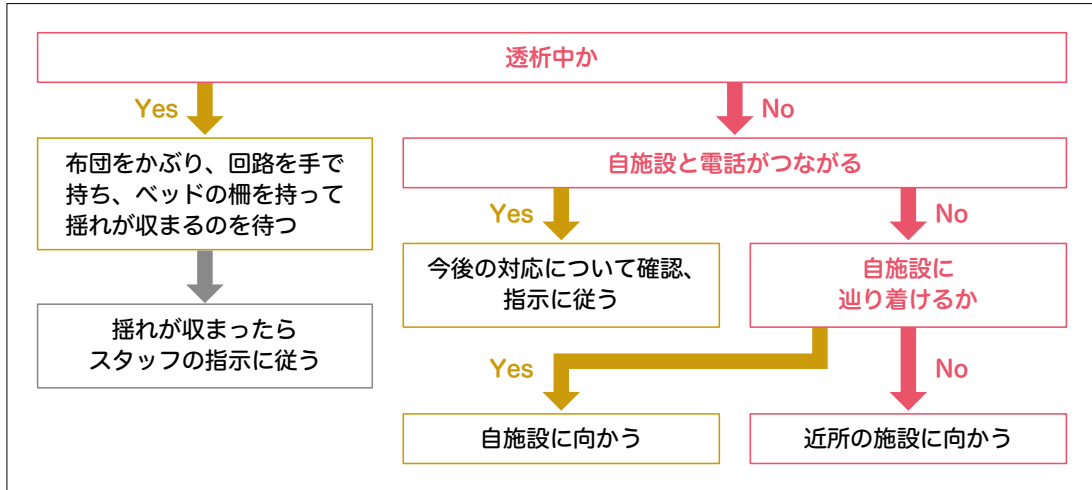 透析中か
Yes
No
布団をかぶり、回路を手で
持ち、ベッドの柵を持って
揺れが収まるのを待つ
自施設と電話がつながる
Yes
No
揺れが収まったら
スタッフの指示に従う
今後の対応について確認、
指示に従う
自施設に
辿り着けるか
Yes
No
自施設に向かう
近所の施設に向かう